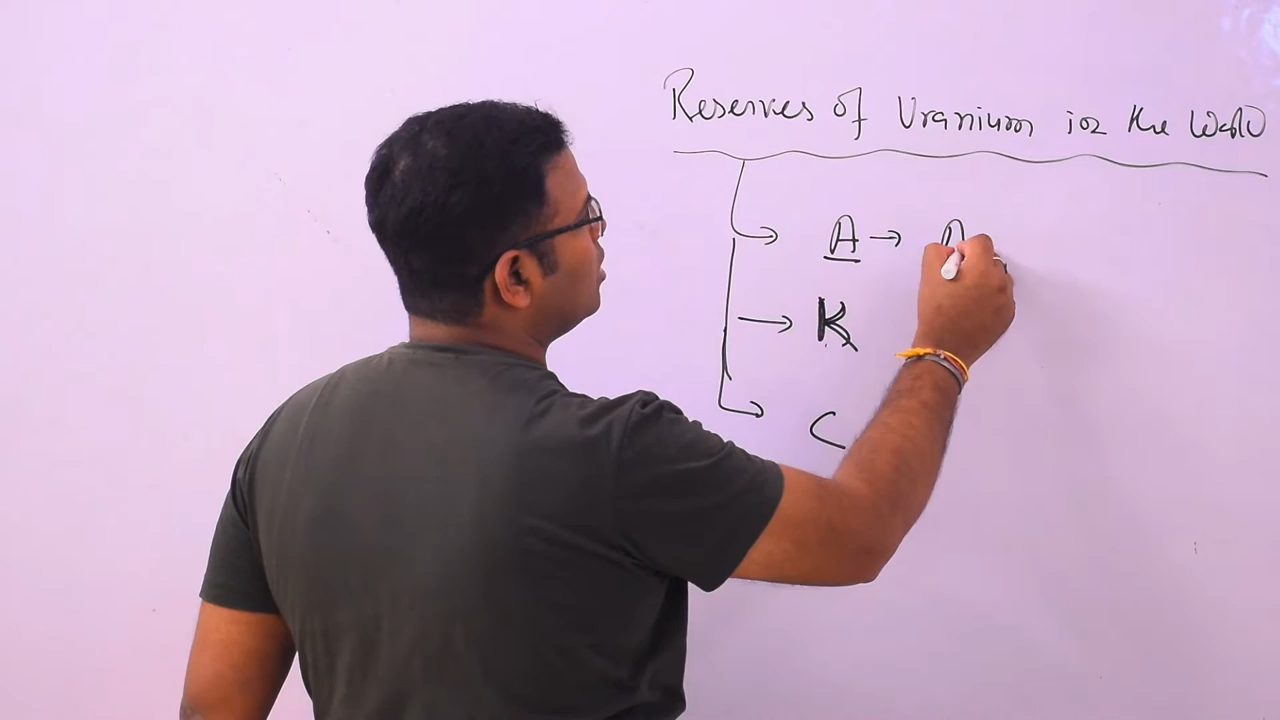 Reserves of Uranium in the World
A → A
→ K
C